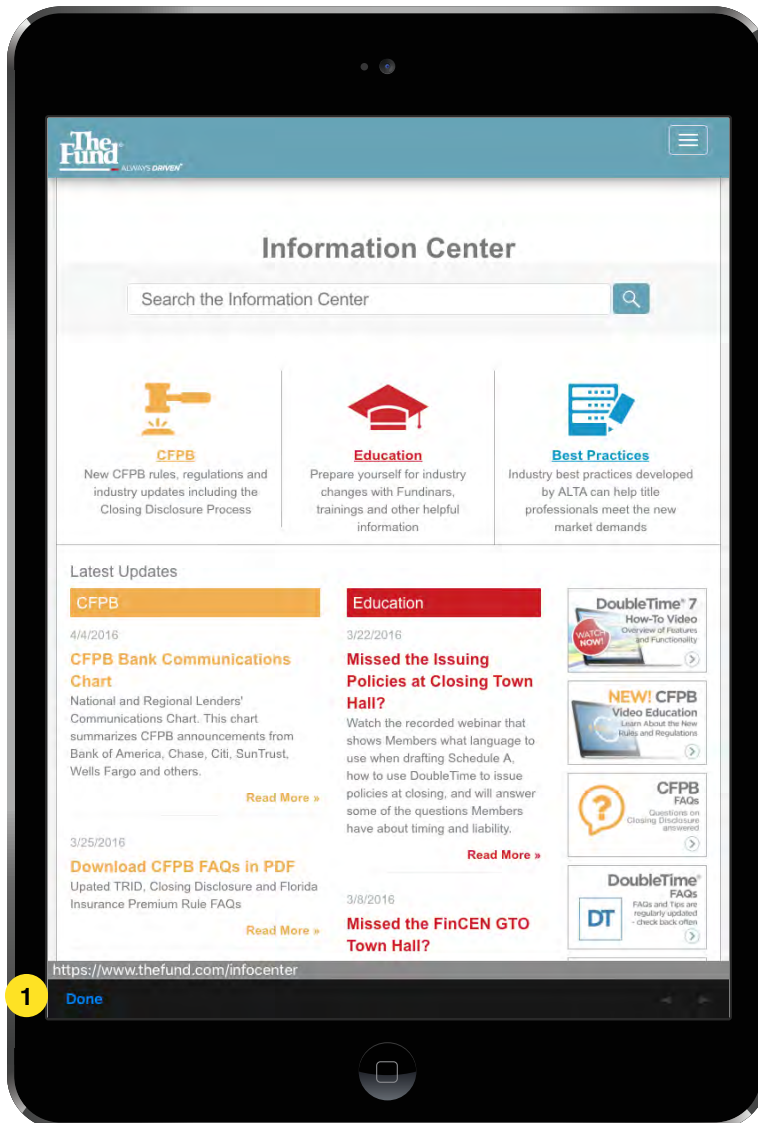 The Fund
ALWAYS DRIVEN
Information Center
Search the Information Center
CFPB
New CFPB rules, regulations and
industry updates including the
Closing Disclosure Process
Education
Prepare yourself for industry
changes with Fundinars,
trainings and other helpful
information
Best Practices
Industry best practices developed
by ALTA can help title
professionals meet the new
market demands
Latest Updates
CFPB
4/4/2016
CFPB Bank Communications
Chart
National and Regional Lenders'
Communications Chart. This chart
summarizes CFPB announcements from
Bank of America, Chase, Citi, SunTrust,
Wells Fargo and others.
Read More »
3/25/2016
Download CFPB FAQs in PDF
Upated TRID, Closing Disclosure and Florida
Insurance Premium Rule FAQs
Read More »
Education
3/22/2016
Missed the Issuing
Policies at Closing Town
Hall?
Watch the recorded webinar that
shows Members what language to
use when drafting Schedule A,
how to use DoubleTime to issue
policies at closing, and will answer
some of the questions Members
have about timing and liability.
Read More »
3/8/2016
Missed the FinCEN GTO
Town Hall?
DoubleTime® 7
How-To Video
Overview of Features
and Functionality
WATCH
NOW!
NEW! CFPB
Video Education
Learn About the New
Rules and Regulations
CFPB
FAQs
Questions on
Closing Disclosure
answered
DoubleTime®
FAQs
FAQs and Tips are
regularly updated
- check back often
DT
https://www.thefund.com/infocenter
1
Done